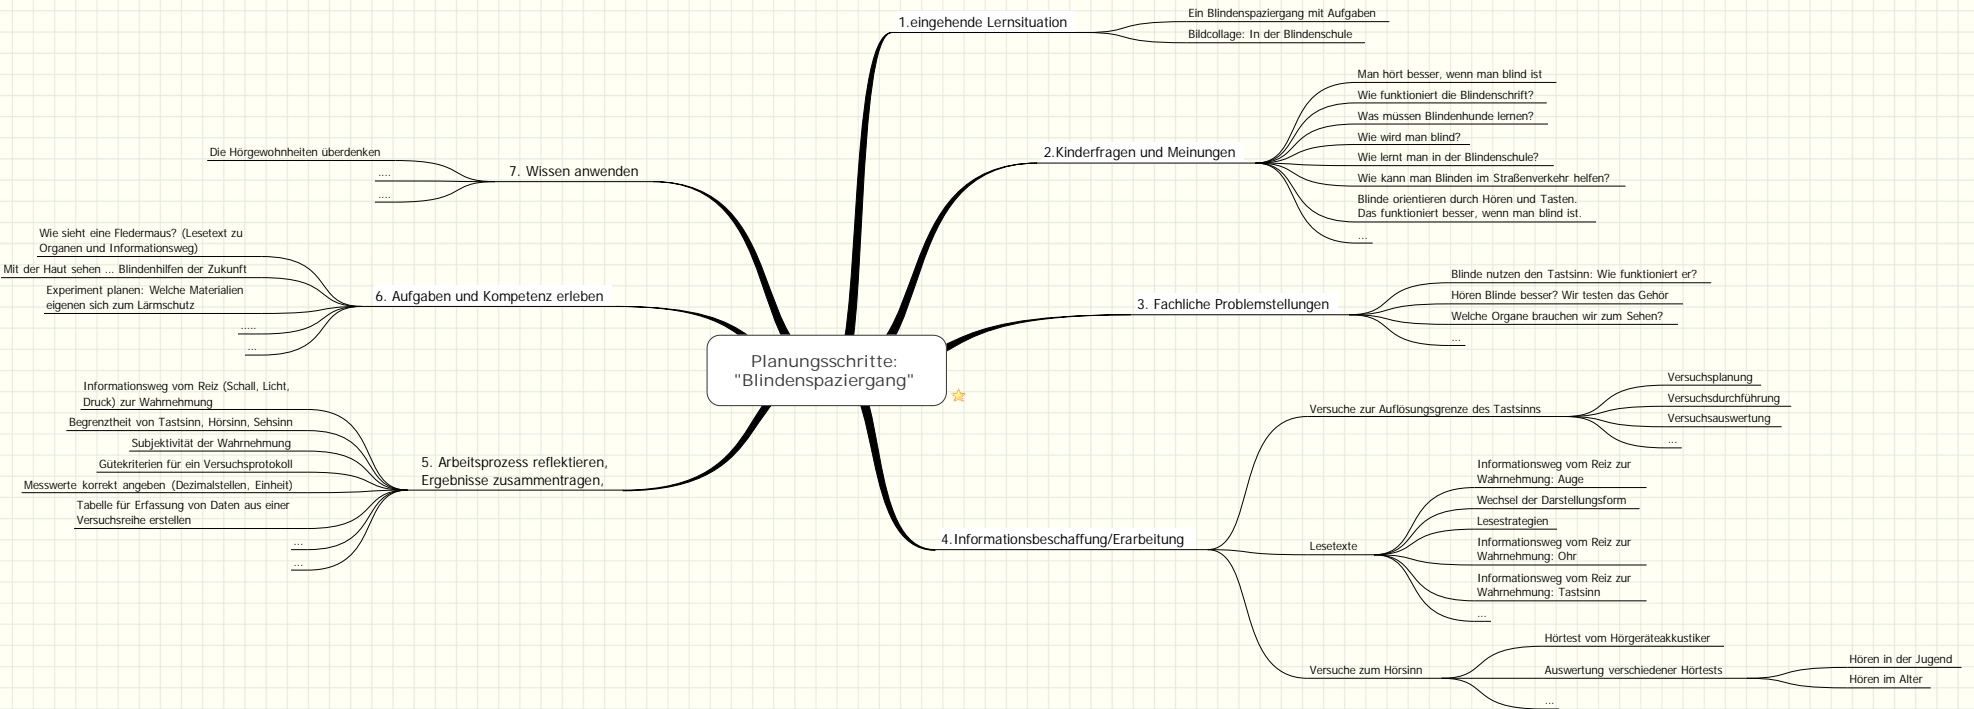 Planungsschritte:
"Blindenspaziergang"
1.eingehende Lernsituation
Ein Blindenspaziergang mit Aufgaben
Bildcollage: In der Blindenschule
2.Kinderfragen und Meinungen
Man hört besser, wenn man blind ist
Wie funktioniert die Blindenschrift?
Was müssen Blindenhunde lernen?
Wie wird man blind?
Wie lernt man in der Blindenschule?
Wie kann man Blinden im Straßenverkehr helfen?
Blinde orientieren durch Hören und Tasten.
Das funktioniert besser, wenn man blind ist.
...
3. Fachliche Problemstellungen
Blinde nutzen den Tastsinn: Wie funktioniert er?
Hören Blinde besser? Wir testen das Gehör
Welche Organe brauchen wir zum Sehen?
...
4.Informationsbeschaffung/Erarbeitung
Versuche zur Auflösungsgrenze des Tastsinns
Versuchsplanung
Versuchsdurchführung
Versuchsauswertung
...
Lesetexte
Informationsweg vom Reiz zur
Wahrnehmung: Auge
Wechsel der Darstellungsform
Lesestrategien
Informationsweg vom Reiz zur
Wahrnehmung: Ohr
Informationsweg vom Reiz zur
Wahrnehmung: Tastsinn
...
Versuche zum Hörsinn
Hörtest vom Hörgeräteakkustiker
Auswertung verschiedener Hörtests
Hören in der Jugend
Hören im Alter
...
5. Arbeitsprozess reflektieren,
Ergebnisse zusammentragen,
Informationsweg vom Reiz (Schall, Licht,
Druck) zur Wahrnehmung
Begrenztheit von Tastsinn, Hörsinn, Sehsinn
Subjektivität der Wahrnehmung
Gütekriterien für ein Versuchsprotokoll
Messwerte korrekt angeben (Dezimalstellen, Einheit)
Tabelle für Erfassung von Daten aus einer
Versuchsreihe erstellen
...
...
6. Aufgaben und Kompetenz erleben
Wie sieht eine Fledermaus? (Lesetext zu
Organen und Informationsweg)
Mit der Haut sehen ... Blindenhilfen der Zukunft
Experiment planen: Welche Materialien
eigenen sich zum Lärmschutz
.....
...
7. Wissen anwenden
Die Hörgewohnheiten überdenken
....
....